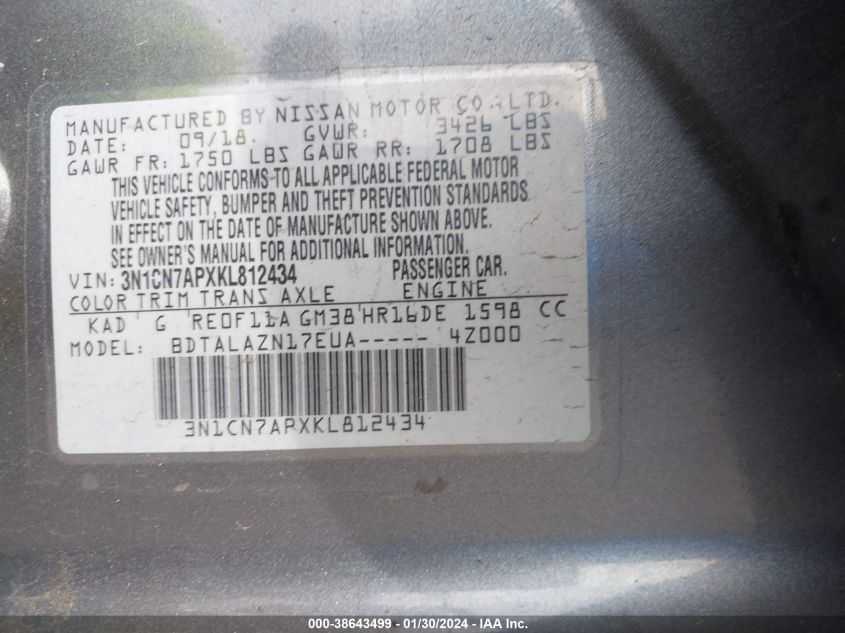 MANUFACTURED BY NISSAN MOTOR CO., LTD.
DATE: 09/18. GVWR: 3426 LBS
GAWR FR: 1750 LBS GAWR RR: 1708 LBS
THIS VEHICLE CONFORMS TO ALL APPLICABLE FEDERAL MOTOR
VEHICLE SAFETY, BUMPER AND THEFT PREVENTION STANDARDS
IN EFFECT ON THE DATE OF MANUFACTURE SHOWN ABOVE.
SEE OWNER'S MANUAL FOR ADDITIONAL INFORMATION.
VIN: 3N1CN7APXKL812434 PASSENGER CAR.
COLOR TRIM TRANS AXLE ENGINE
KAD G RE0F11A GM38 HR16DE 1598 CC
MODEL: BDTALAZN17EUA----- 4Z000
3N1CN7APXKL812434
000-38643499 - 01/30/2024 - IAA Inc.